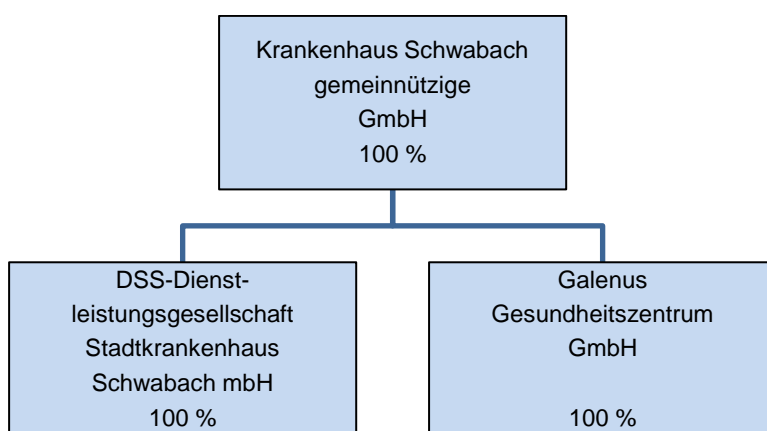 Krankenhaus Schwabach
gemeinnützige
GmbH
100 %
DSS-Dienst-
leistungsgesellschaft
Stadtkrankenhaus
Schwabach mbH
100 %
Galenus
Gesundheitszentrum
GmbH
100 %